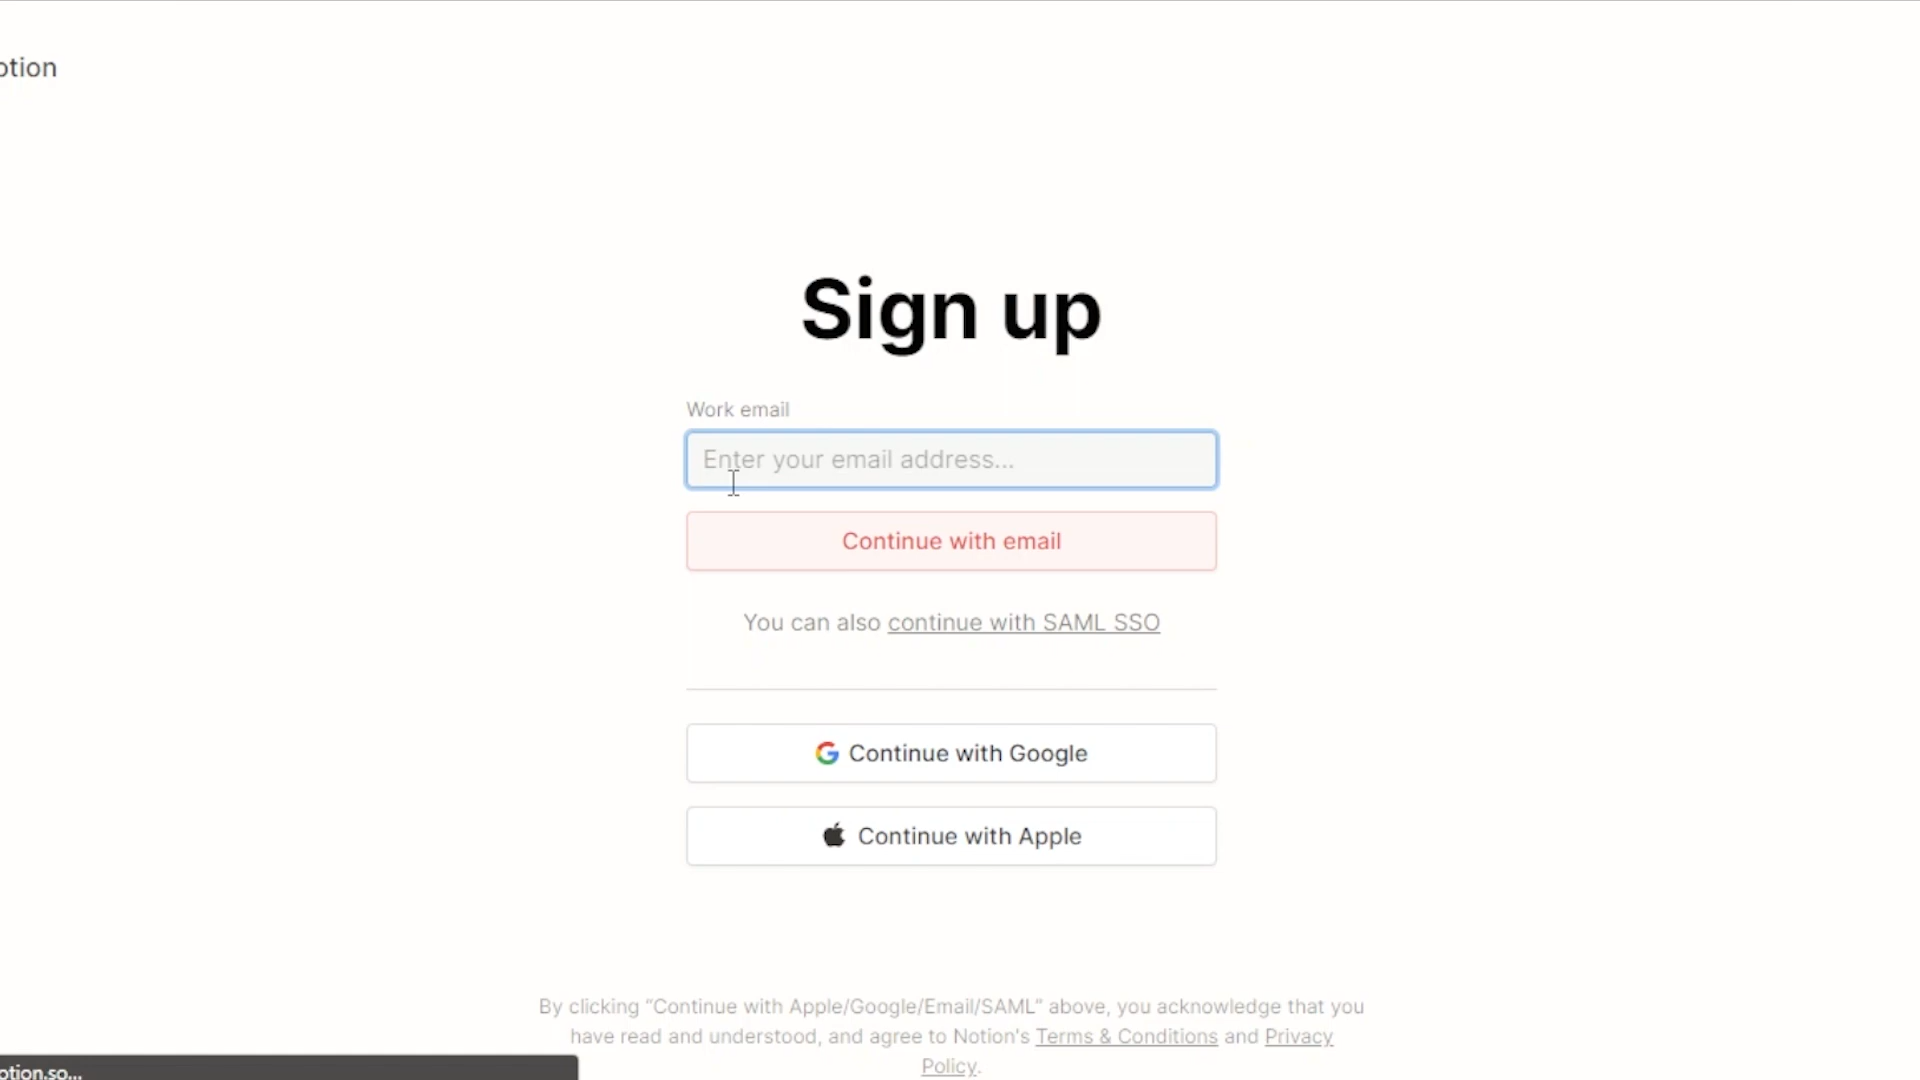 otion
Sign up
Work email
Enter your email address...
Continue with email
You can also continue with SAML SSO
Continue with Google
Continue with Apple
By clicking “Continue with Apple/Google/Email/SAML” above, you acknowledge that you
have read and understood, and agree to Notion's Terms & Conditions and Privacy
Policy.
otion.so...